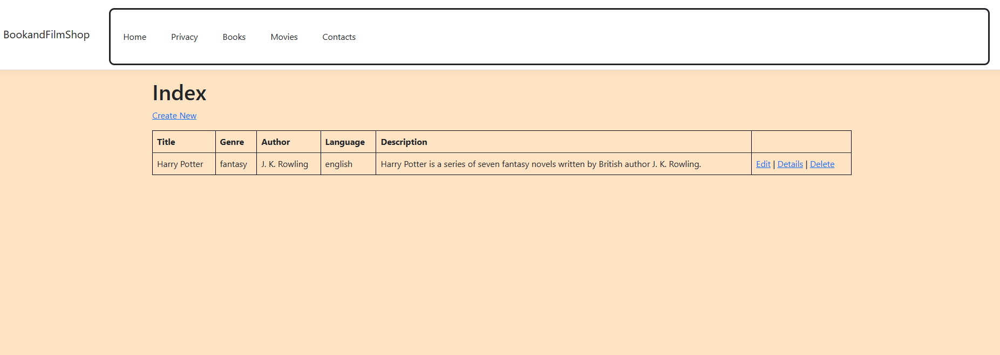 BookandFilmShop
Home Privacy Books Movies Contacts
Index
Create New
Title Genre Author Language Description
Harry Potter fantasy J. K. Rowling english Harry Potter is a series of seven fantasy novels written by British author J. K. Rowling. Edit | Details | Delete